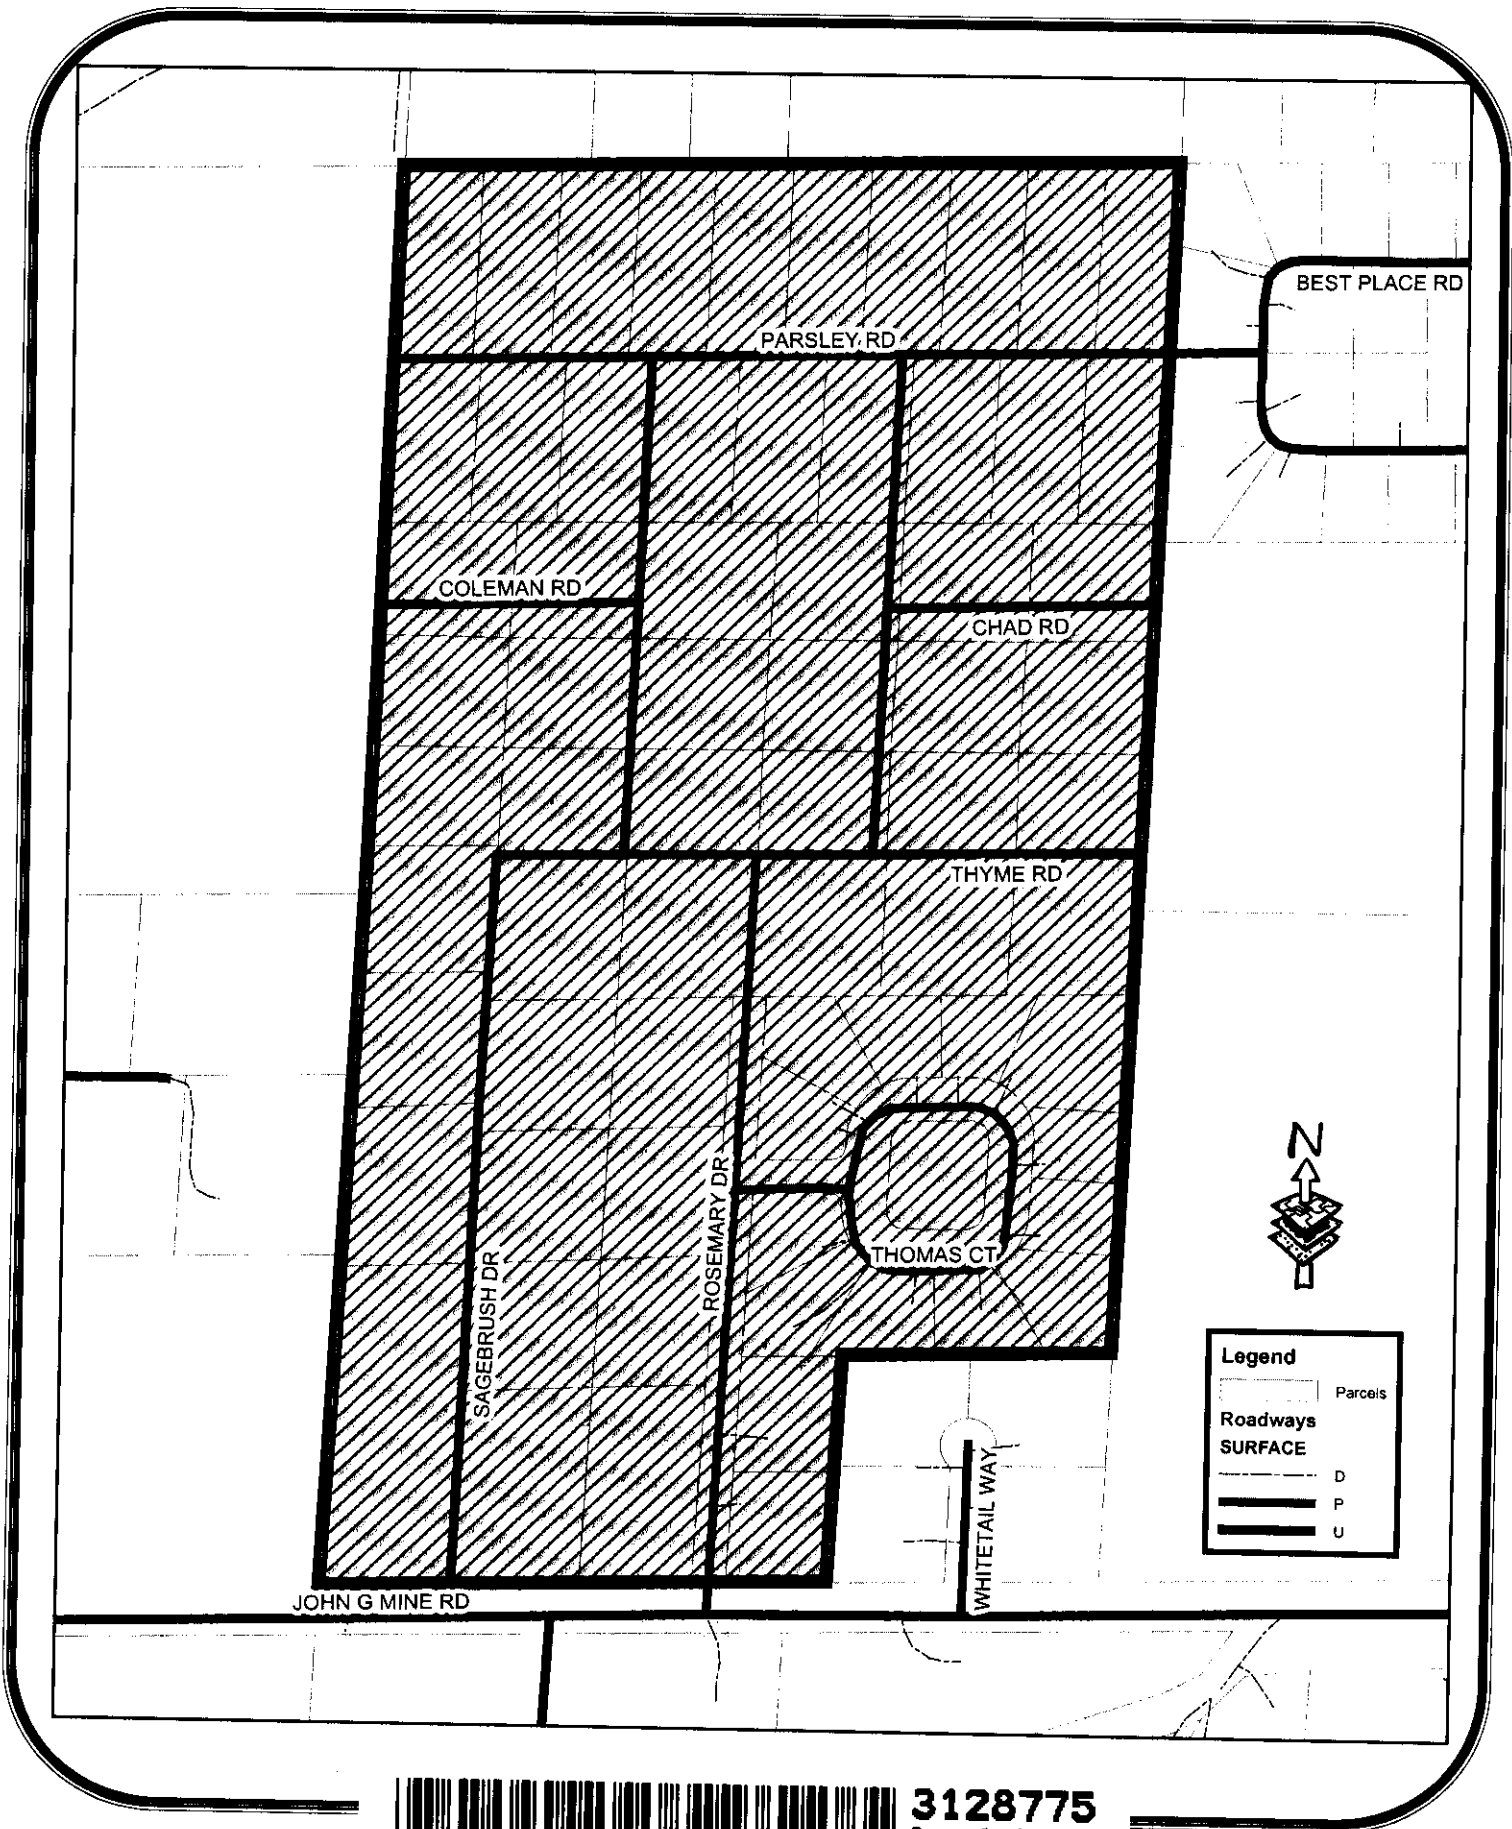 BEST PLACE RD
PARSLEY RD
COLEMAN RD
CHAD RD
THYME RD
ROSEMARY DR
SAGEBRUSH DR
THOMAS CT
WHITETAIL WAY
JOHN G MINE RD
N
Legend
Parcels
Roadways
SURFACE
D
P
U
3128775